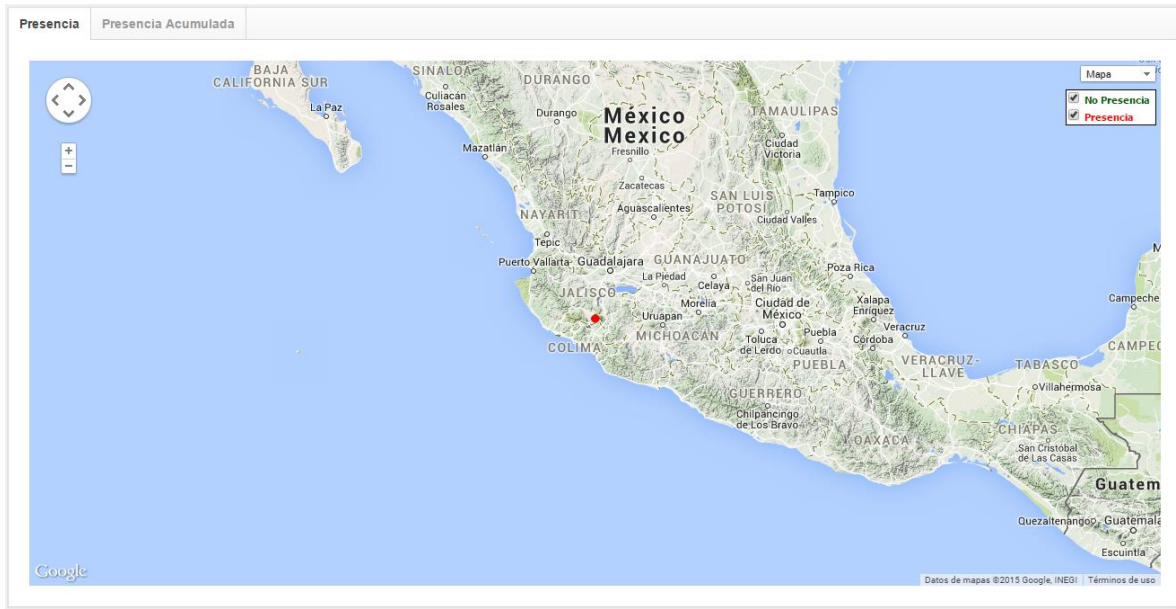 Presencia
Presencia Acumulada
BAJA
CALIFORNIA SUR
SINALOA
DURANGO
Mapa
No Presencia
Presencia
La Paz
Culiacán
Rosales
Durango
México
Mexico
TAMAULIPAS
Mazatlán
Fresnillo
Ciudad
Victoria
Zacatecas
SAN LUIS
POTOSÍ
Tampico
NAYARIT
Aguascalientes
Ciudad Valles
Tepic
Puerto Vallarta
Guadalajara
GUANAJUATO
La Piedad
Celaya
San Juan
del Río
Poza Rica
JALISCO
Morelia
Ciudad de
México
Xalapa
Enríquez
Campeche
Uruapan
MICHOACÁN
Toluca
de Lerdo
Puebla
Córdoba
Veracruz
COLIMA
Cuautla
PUEBLA
VERACRUZ-
LLAVE
TABASCO
CAMPEC
Villahermosa
GUERRERO
Chilpancingo
de Los Bravo
OAXACA
CHIAPAS
San Cristóbal
de Las Casas
Guatem
Quezaltenango
Guatemala
Escuintla
Google
Datos de mapas ©2015 Google, INEGI
Términos de uso